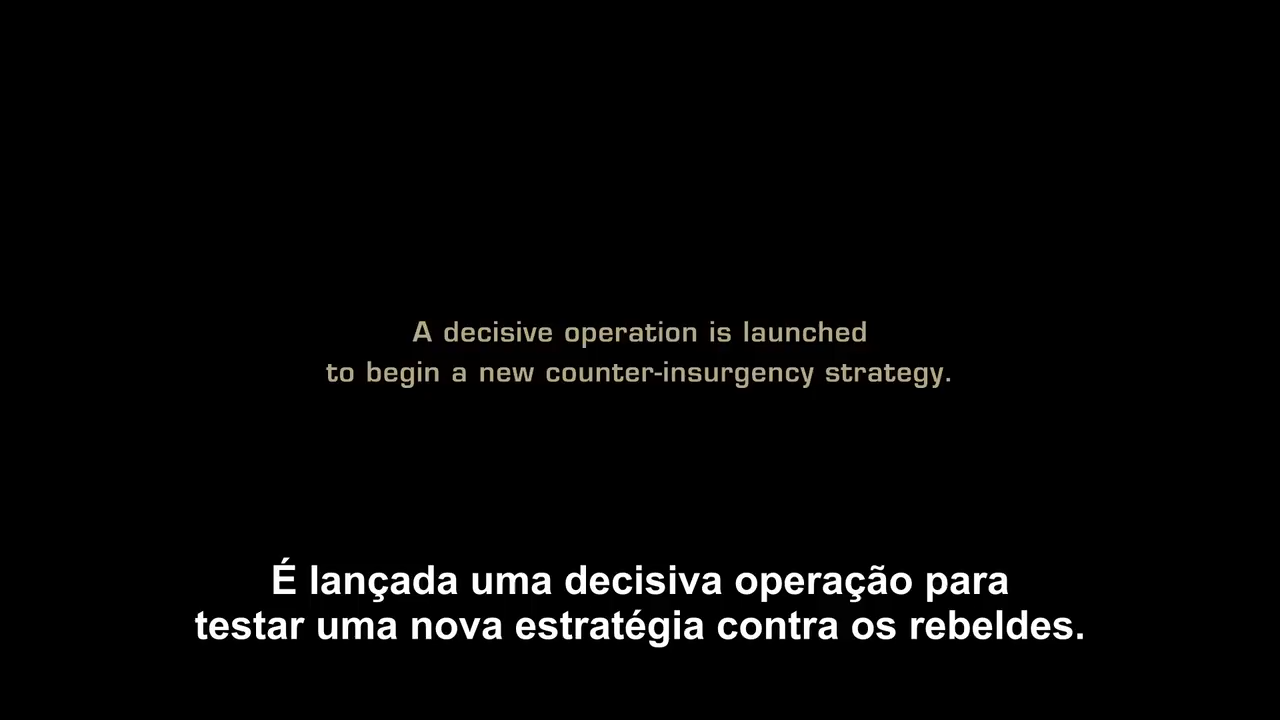 A decisive operation is launched
to begin a new counter-insurgency strategy.
É lançada uma decisiva operação para
testar uma nova estratégia contra os rebeldes.